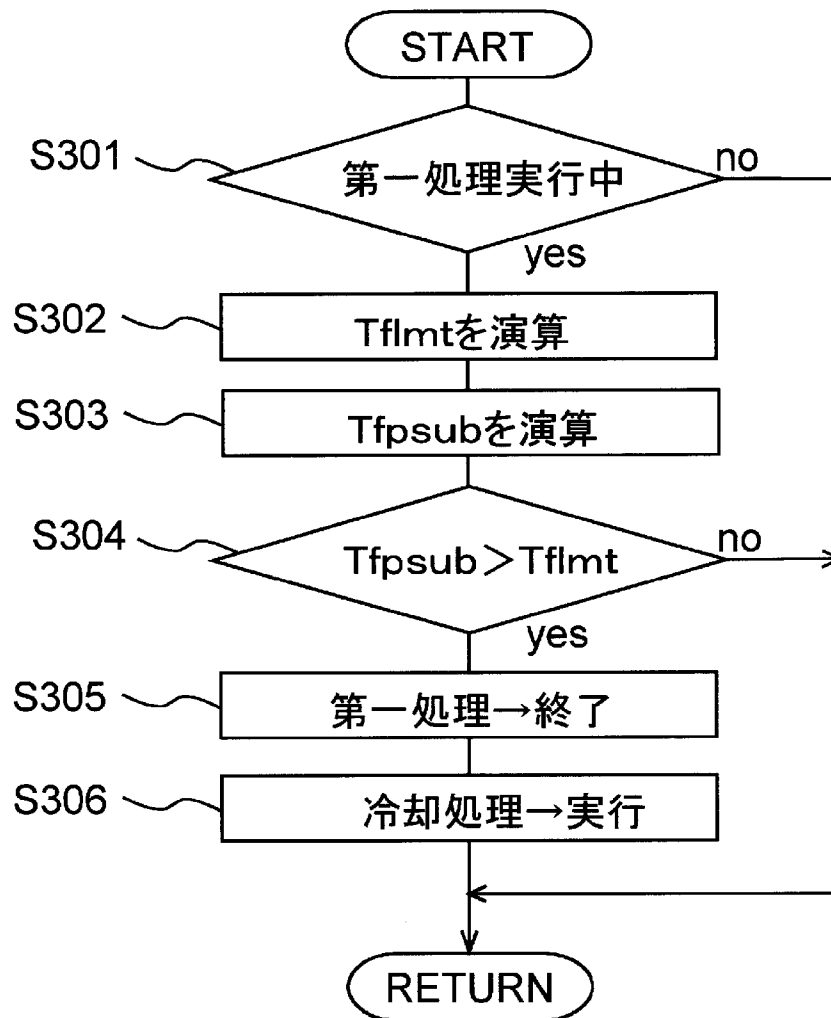 START
S301
第一処理実行中
no
yes
S302
Tflmtを演算
S303
Tfpsubを演算
S304
Tfpsub＞Tflmt
no
yes
S305
第一処理→終了
S306
冷却処理→実行
RETURN